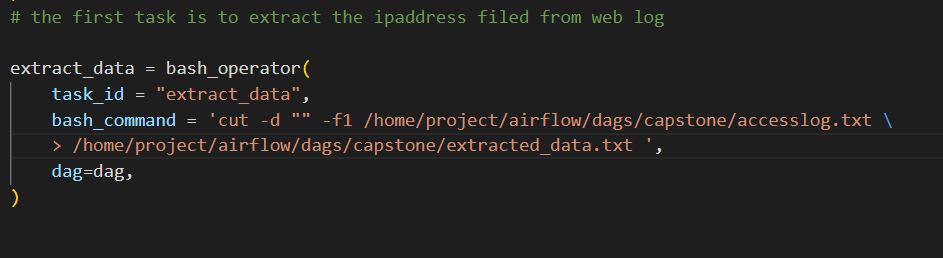 # the first task is to extract the ipaddress filed from web log
extract_data = bash_operator(
task_id = "extract_data",
bash_command = 'cut -d "" -f1 /home/project/airflow/dags/capstone/accesslog.txt \
> /home/project/airflow/dags/capstone/extracted_data.txt ',
dag=dag,
)